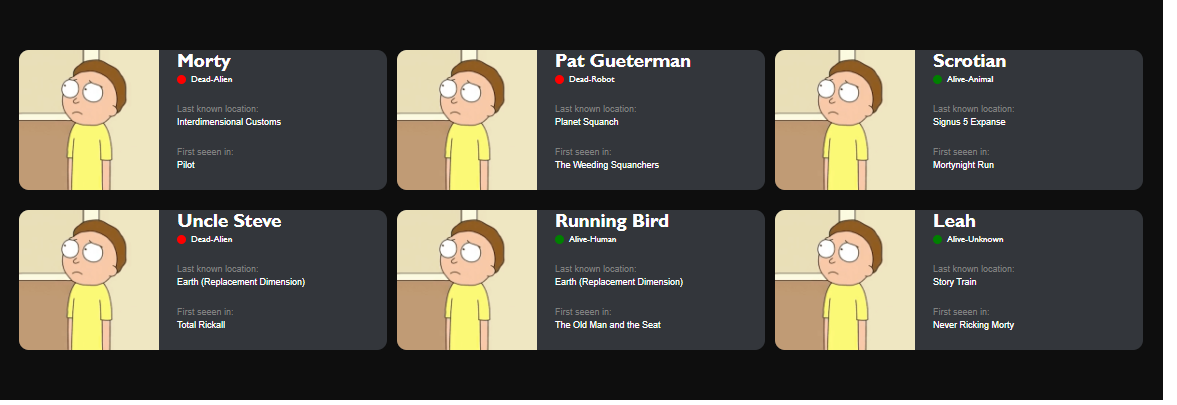 Morty
Dead-Alien
Last known location:
Interdimensional Customs
First seeen in:
Pilot
Pat Gueterman
Dead-Robot
Last known location:
Planet Squanch
First seeen in:
The Weeding Squanchers
Scrotian
Alive-Animal
Last known location:
Signus 5 Expanse
First seeen in:
Mortynight Run
Uncle Steve
Dead-Alien
Last known location:
Earth (Replacement Dimension)
First seeen in:
Total Rickall
Running Bird
Alive-Human
Last known location:
Earth (Replacement Dimension)
First seeen in:
The Old Man and the Seat
Leah
Alive-Unknown
Last known location:
Story Train
First seeen in:
Never Ricking Morty